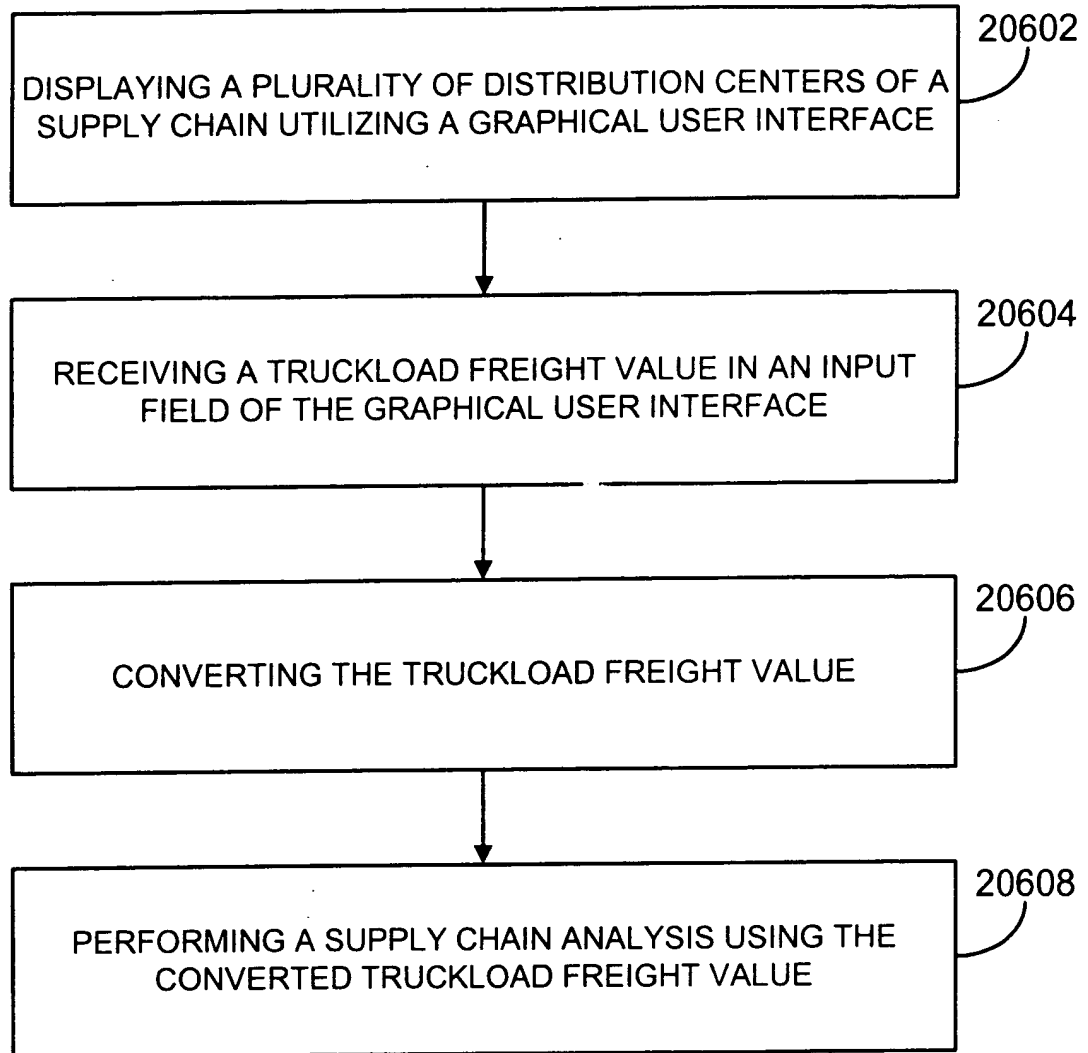 20602
DISPLAYING A PLURALITY OF DISTRIBUTION CENTERS OF A
SUPPLY CHAIN UTILIZING A GRAPHICAL USER INTERFACE
20604
RECEIVING A TRUCKLOAD FREIGHT VALUE IN AN INPUT
FIELD OF THE GRAPHICAL USER INTERFACE
20606
CONVERTING THE TRUCKLOAD FREIGHT VALUE
20608
PERFORMING A SUPPLY CHAIN ANALYSIS USING THE
CONVERTED TRUCKLOAD FREIGHT VALUE